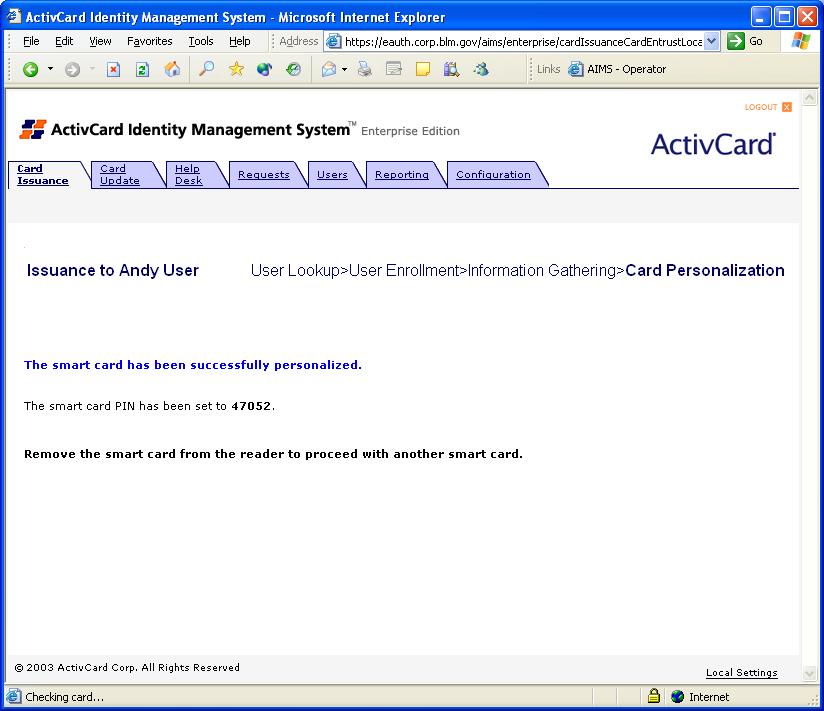 ActivCard Identity Management System - Microsoft Internet Explorer
File Edit View Favorites Tools Help Address https://eauth.corp.blm.gov/aims/enterprise/cardIssuanceCardEntrustLoca Go
Links AIMS - Operator
LOGOUT
ActivCard Identity Management System™ Enterprise Edition
ActivCard
Card Issuance
Card Update
Help Desk
Requests
Users
Reporting
Configuration
Issuance to Andy User
User Lookup>User Enrollment>Information Gathering>Card Personalization
The smart card has been successfully personalized.
The smart card PIN has been set to 47052.
Remove the smart card from the reader to proceed with another smart card.
© 2003 ActivCard Corp. All Rights Reserved
Local Settings
Checking card...
Internet